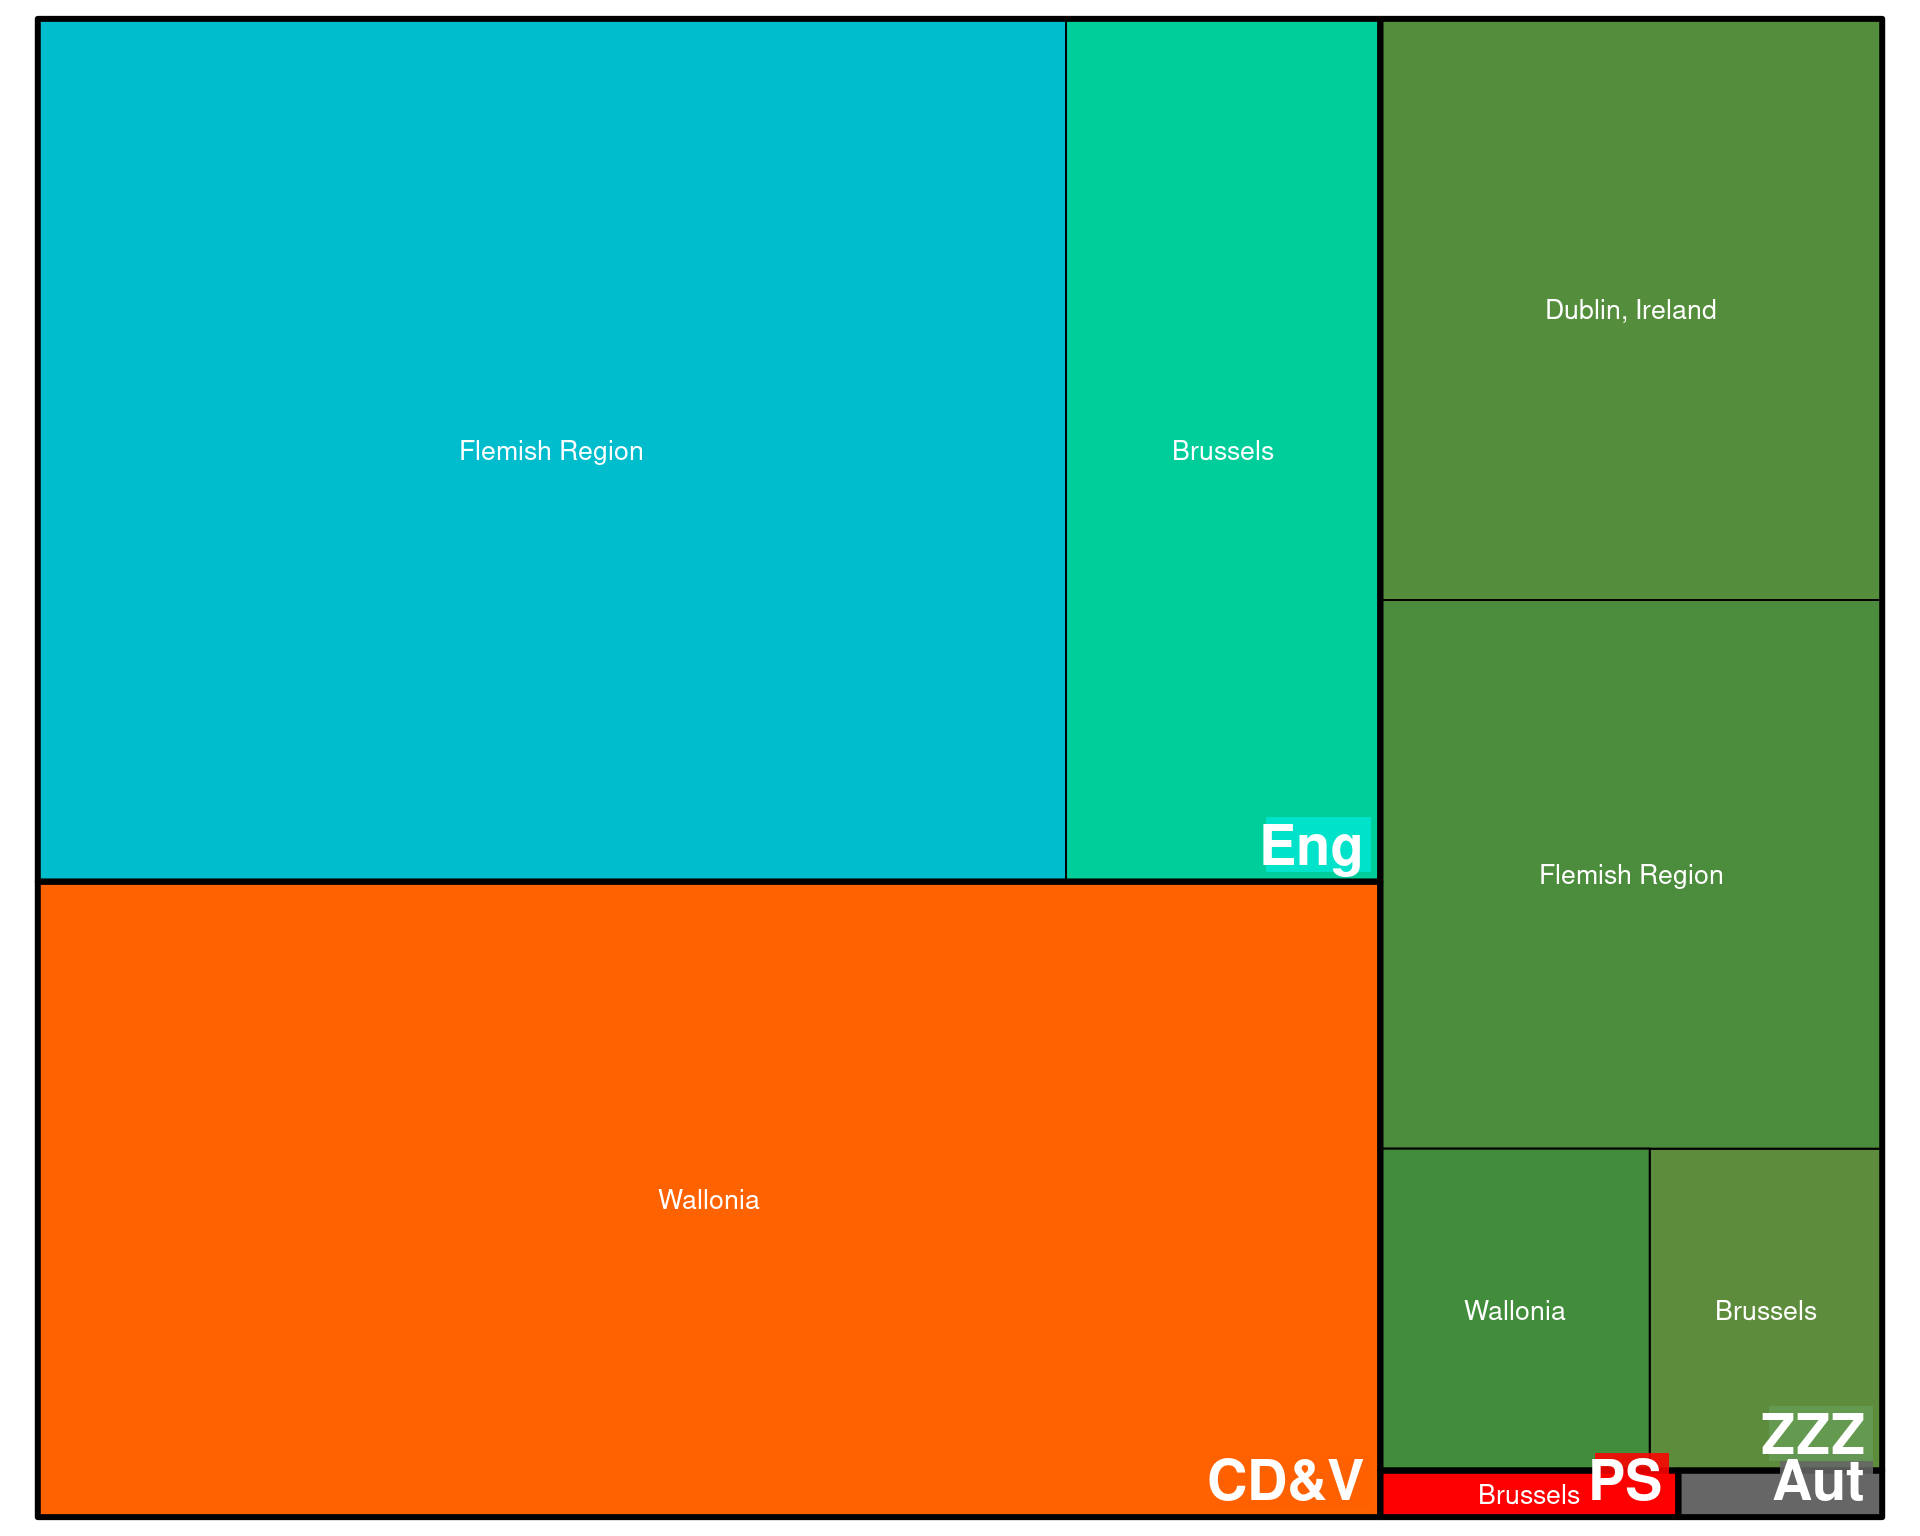 Flemish Region
Brussels
Eng
Wallonia
CD&V
Dublin, Ireland
Flemish Region
Wallonia
Brussels
ZZZ
Brussels
PS
Aut